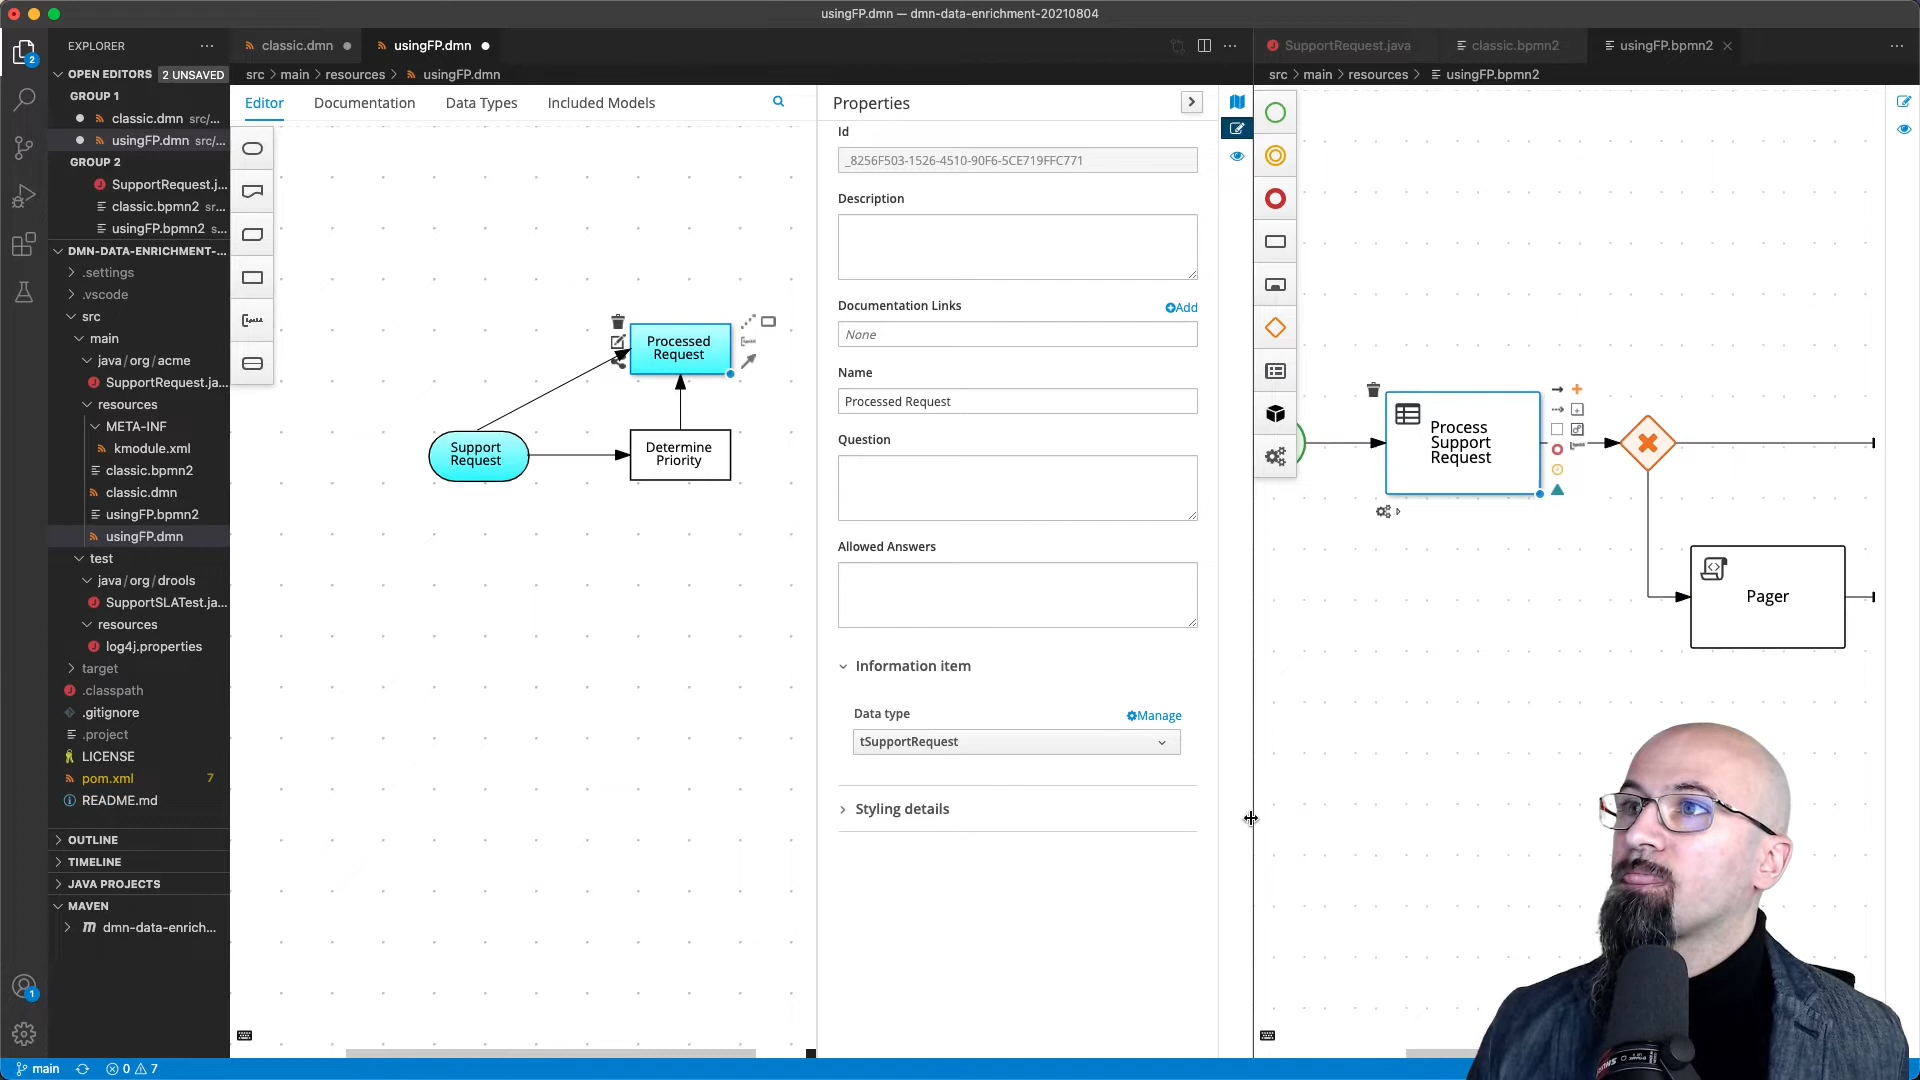 usingFP.dmn — dmn-data-enrichment-20210804
EXPLORER
OPEN EDITORS 2 UNSAVED
GROUP 1
classic.dmn src/...
usingFP.dmn src/...
GROUP 2
SupportRequest.j...
classic.bpmn2 sr...
usingFP.bpmn2 s...
DMN-DATA-ENRICHMENT-...
.settings
.vscode
src
main
java/org/acme
SupportRequest.ja...
resources
META-INF
kmodule.xml
classic.bpmn2
classic.dmn
usingFP.bpmn2
usingFP.dmn
test
java/org/drools
SupportSLATest.ja...
resources
log4j.properties
target
.classpath
.gitignore
.project
LICENSE
pom.xml 7
README.md
OUTLINE
TIMELINE
JAVA PROJECTS
MAVEN
dmn-data-enrich...
2
1
main
0 7
classic.dmn
usingFP.dmn
src > main > resources > usingFP.dmn
Editor
Documentation
Data Types
Included Models
Processed
Request
Support
Request
Determine
Priority
Properties
Id
_8256F503-1526-4510-90F6-5CE719FFC771
Description
Documentation Links
Add
None
Name
Processed Request
Question
Allowed Answers
Information item
Data type
Manage
tSupportRequest
Styling details
SupportRequest.java
classic.bpmn2
usingFP.bpmn2
src > main > resources > usingFP.bpmn2
Process
Support
Request
Pager